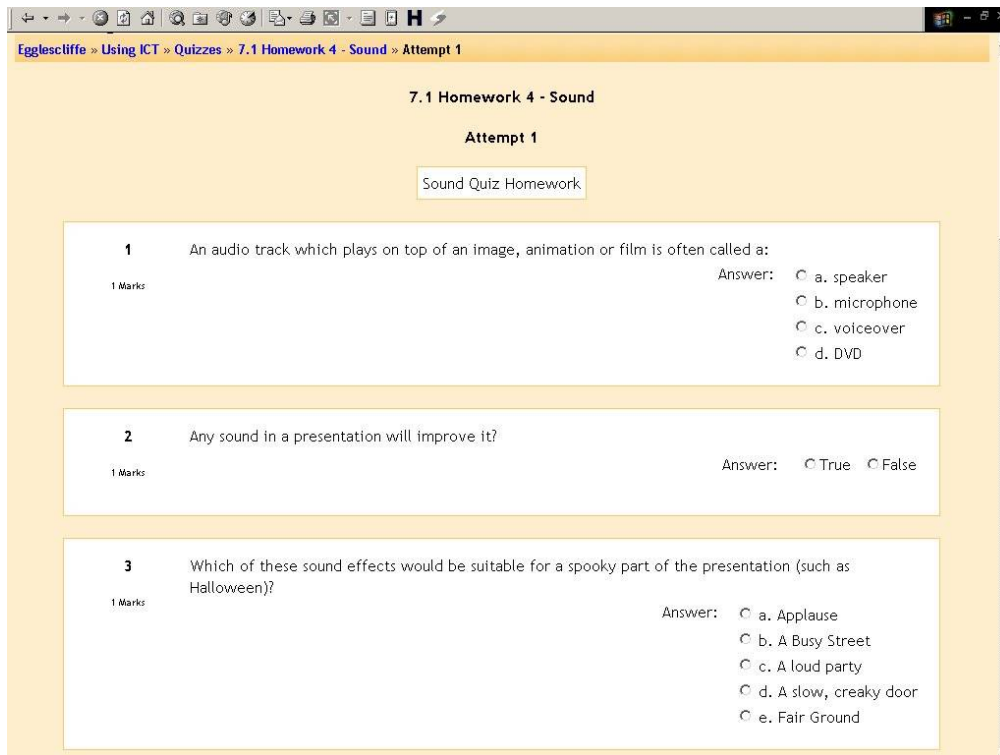 Egglescliffe » Using ICT » Quizzes » 7.1 Homework 4 - Sound » Attempt 1
7.1 Homework 4 - Sound
Attempt 1
Sound Quiz Homework
1 An audio track which plays on top of an image, animation or film is often called a:
1 Marks
Answer: a. speaker
b. microphone
c. voiceover
d. DVD
2 Any sound in a presentation will improve it?
1 Marks
Answer: True False
3 Which of these sound effects would be suitable for a spooky part of the presentation (such as
Halloween)?
1 Marks
Answer: a. Applause
b. A Busy Street
c. A loud party
d. A slow, creaky door
e. Fair Ground